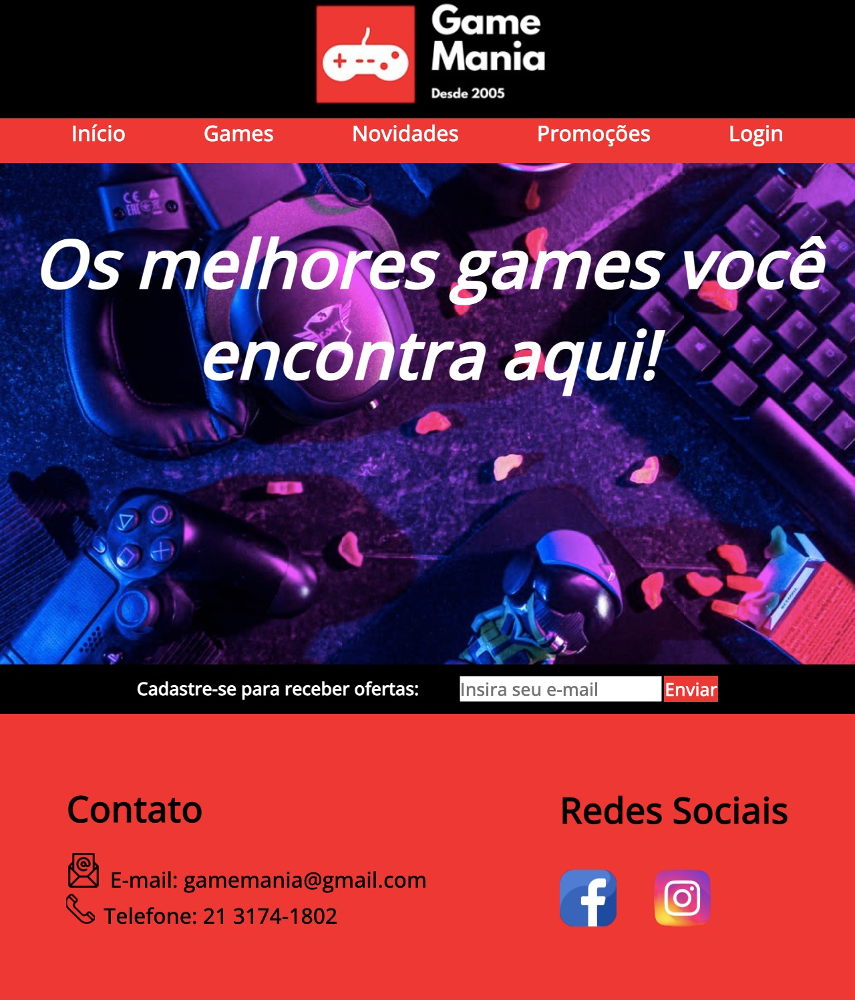 Game
Mania
Desde 2005
Início Games Novidades Promoções Login
CE
Os melhores games você
encontra aqui!
Cadastre-se para receber ofertas: Insira seu e-mail Enviar
Contato
Redes Sociais
E-mail: gamemania@gmail.com
Telefone: 21 3174-1802